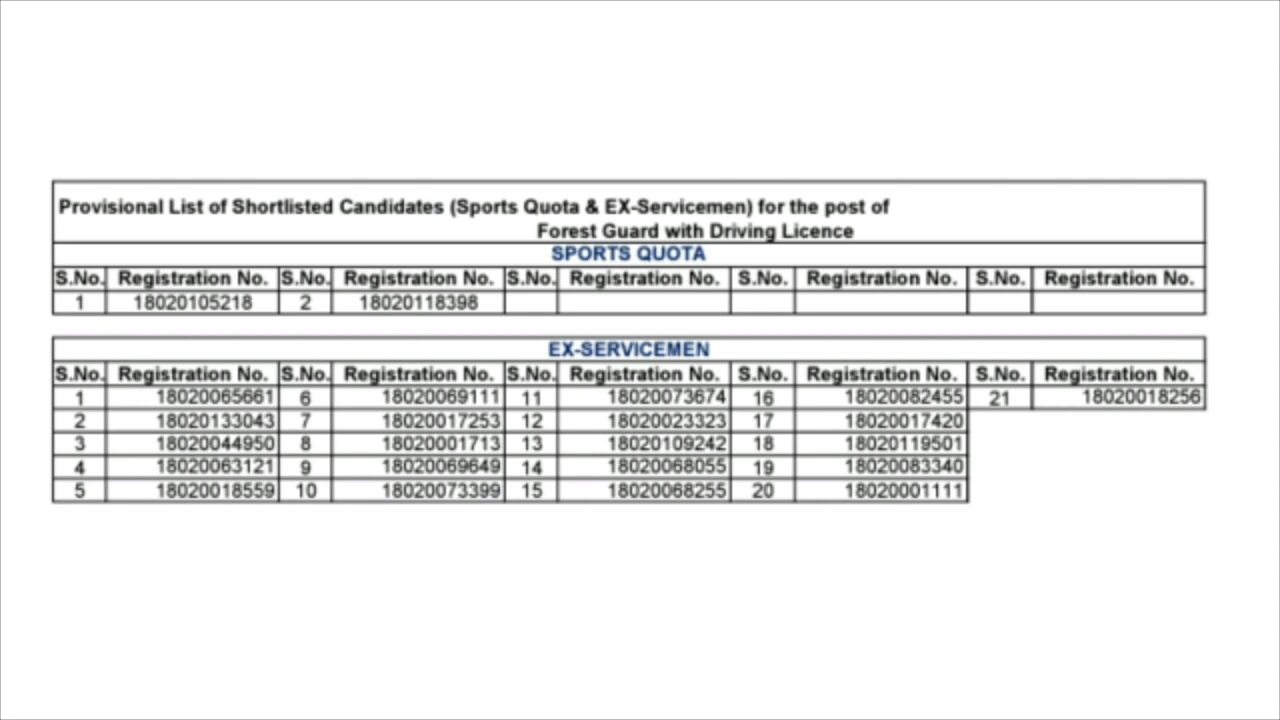 Provisional List of Shortlisted Candidates (Sports Quota & EX-Servicemen) for the post of
Forest Guard with Driving Licence
SPORTS QUOTA
S.No. Registration No. S.No. Registration No. S.No. Registration No. S.No. Registration No. S.No. Registration No.
1 18020105218 2 18020118398
EX-SERVICEMEN
S.No. Registration No. S.No. Registration No. S.No. Registration No. S.No. Registration No. S.No. Registration No.
1 18020065661 6 18020069111 11 18020073674 16 18020082455 21 18020018256
2 18020133043 7 18020017253 12 18020023323 17 18020017420
3 18020044950 8 18020001713 13 18020109242 18 18020119501
4 18020063121 9 18020069649 14 18020068055 19 18020083340
5 18020018559 10 18020073399 15 18020068255 20 18020001111